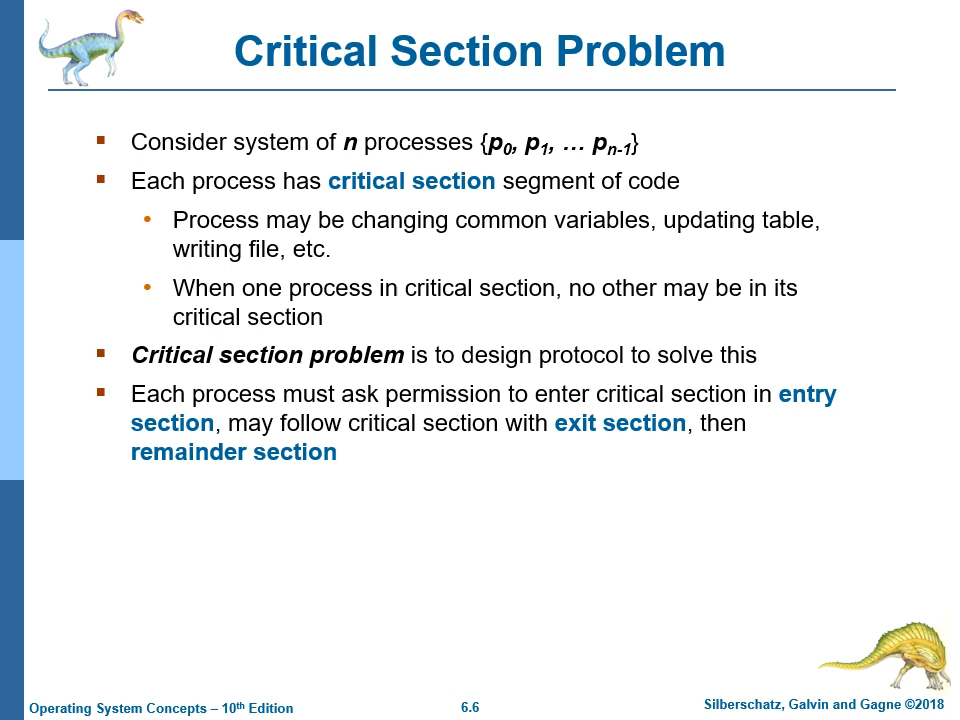 Critical Section Problem
▪ Consider system of n processes {p0, p1, … pn-1}
▪ Each process has critical section segment of code
• Process may be changing common variables, updating table,
writing file, etc.
• When one process in critical section, no other may be in its
critical section
▪ Critical section problem is to design protocol to solve this
▪ Each process must ask permission to enter critical section in entry
section, may follow critical section with exit section, then
remainder section
Operating System Concepts – 10th Edition
6.6
Silberschatz, Galvin and Gagne ©2018